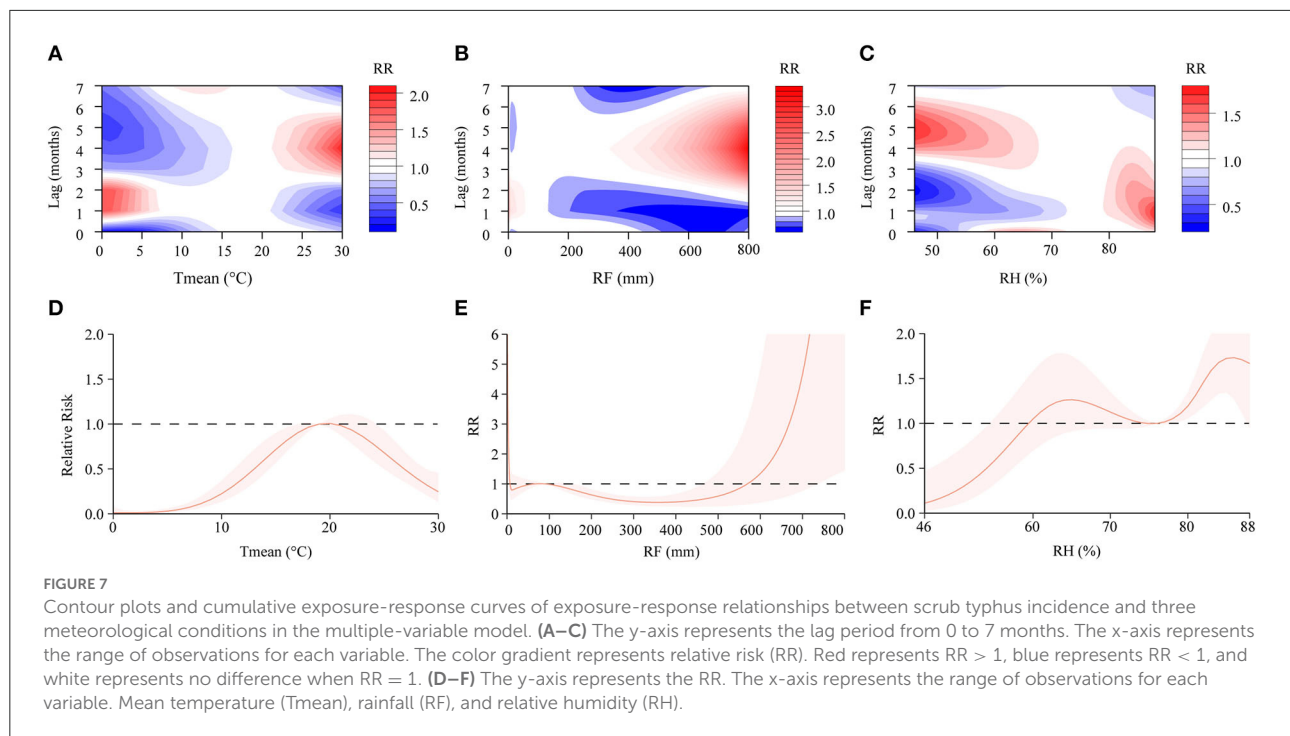 A
B
C
RR
RR
RR
7
6
5
4
3
2
1
0
Lag (months)
0 5 10 15 20 25 30
Tmean (°C)
2.0
1.5
1.0
0.5
7
6
5
4
3
2
1
0
Lag (months)
0 200 400 600 800
RF (mm)
3.0
2.5
2.0
1.5
1.0
7
6
5
4
3
2
1
0
Lag (months)
50 60 70 80
RH (%)
1.5
1.0
0.5
D
E
F
2.0
1.5
1.0
0.5
0.0
Relative Risk
0 10 20 30
Tmean (°C)
6
5
4
3
2
1
0
RR
0 100 200 300 400 500 600 700 800
RF (mm)
2.0
1.5
1.0
0.5
0.0
RR
46 60 70 80 88
RH (%)
FIGURE 7
Contour plots and cumulative exposure-response curves of exposure-response relationships between scrub typhus incidence and three
meteorological conditions in the multiple-variable model. (A–C) The y-axis represents the lag period from 0 to 7 months. The x-axis represents
the range of observations for each variable. The color gradient represents relative risk (RR). Red represents RR > 1, blue represents RR < 1, and
white represents no difference when RR = 1. (D–F) The y-axis represents the RR. The x-axis represents the range of observations for each
variable. Mean temperature (Tmean), rainfall (RF), and relative humidity (RH).